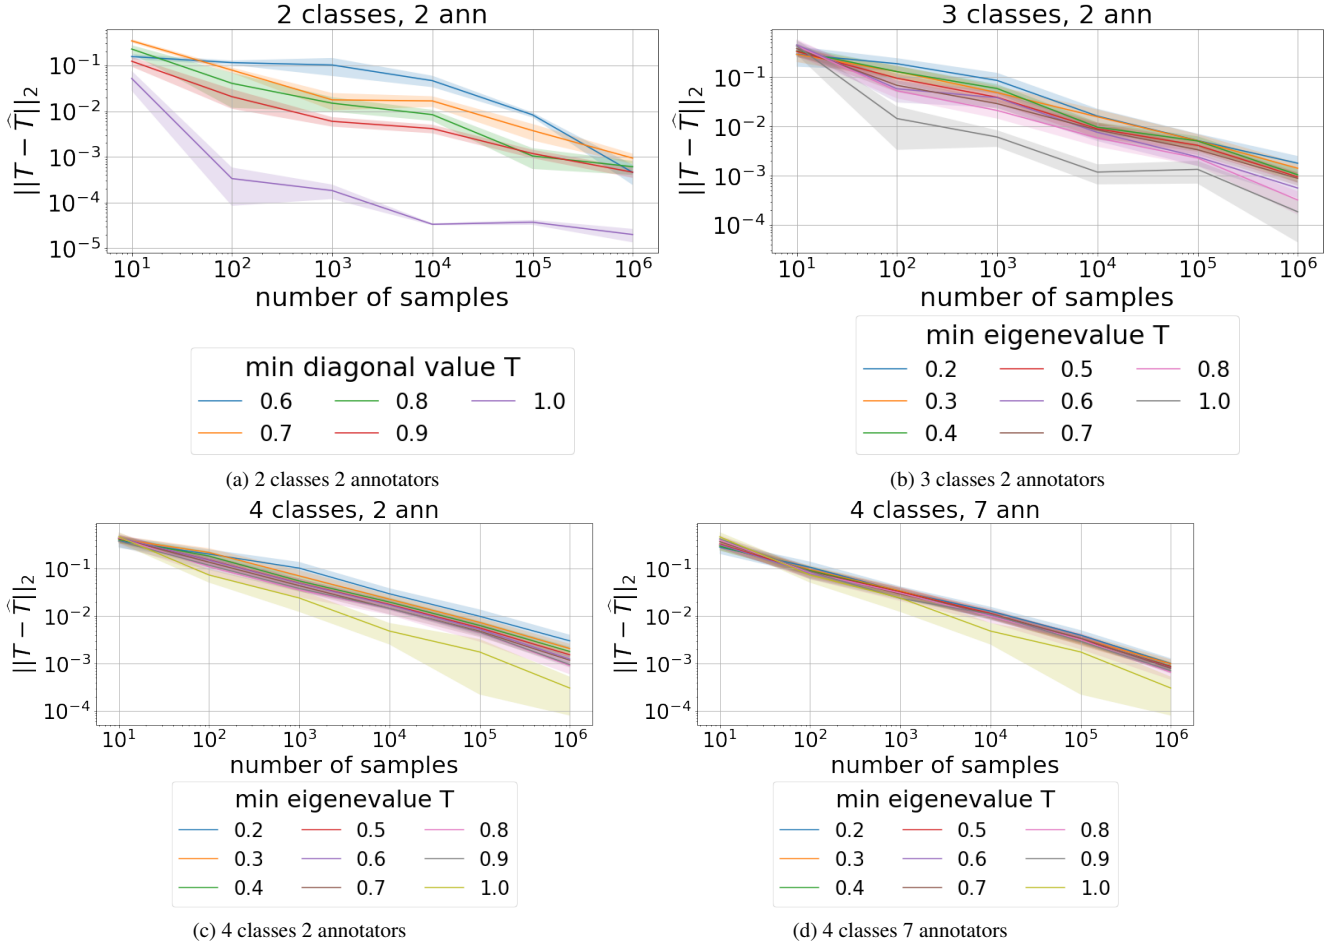 2 classes, 2 ann
||T − T̂||₂
10⁻¹
10⁻²
10⁻³
10⁻⁴
10⁻⁵
10¹ 10² 10³ 10⁴ 10⁵ 10⁶
number of samples
min diagonal value T
0.6 0.8 1.0
0.7 0.9
(a) 2 classes 2 annotators
3 classes, 2 ann
||T − T̂||₂
10⁻¹
10⁻²
10⁻³
10⁻⁴
10¹ 10² 10³ 10⁴ 10⁵ 10⁶
number of samples
min eigenevalue T
0.2 0.5 0.8
0.3 0.6 1.0
0.4 0.7
(b) 3 classes 2 annotators
4 classes, 2 ann
||T − T̂||₂
10⁻¹
10⁻²
10⁻³
10⁻⁴
10¹ 10² 10³ 10⁴ 10⁵ 10⁶
number of samples
min eigenevalue T
0.2 0.5 0.8
0.3 0.6 0.9
0.4 0.7 1.0
(c) 4 classes 2 annotators
4 classes, 7 ann
||T − T̂||₂
10⁻¹
10⁻²
10⁻³
10⁻⁴
10¹ 10² 10³ 10⁴ 10⁵ 10⁶
number of samples
min eigenevalue T
0.2 0.5 0.8
0.3 0.6 0.9
0.4 0.7 1.0
(d) 4 classes 7 annotators